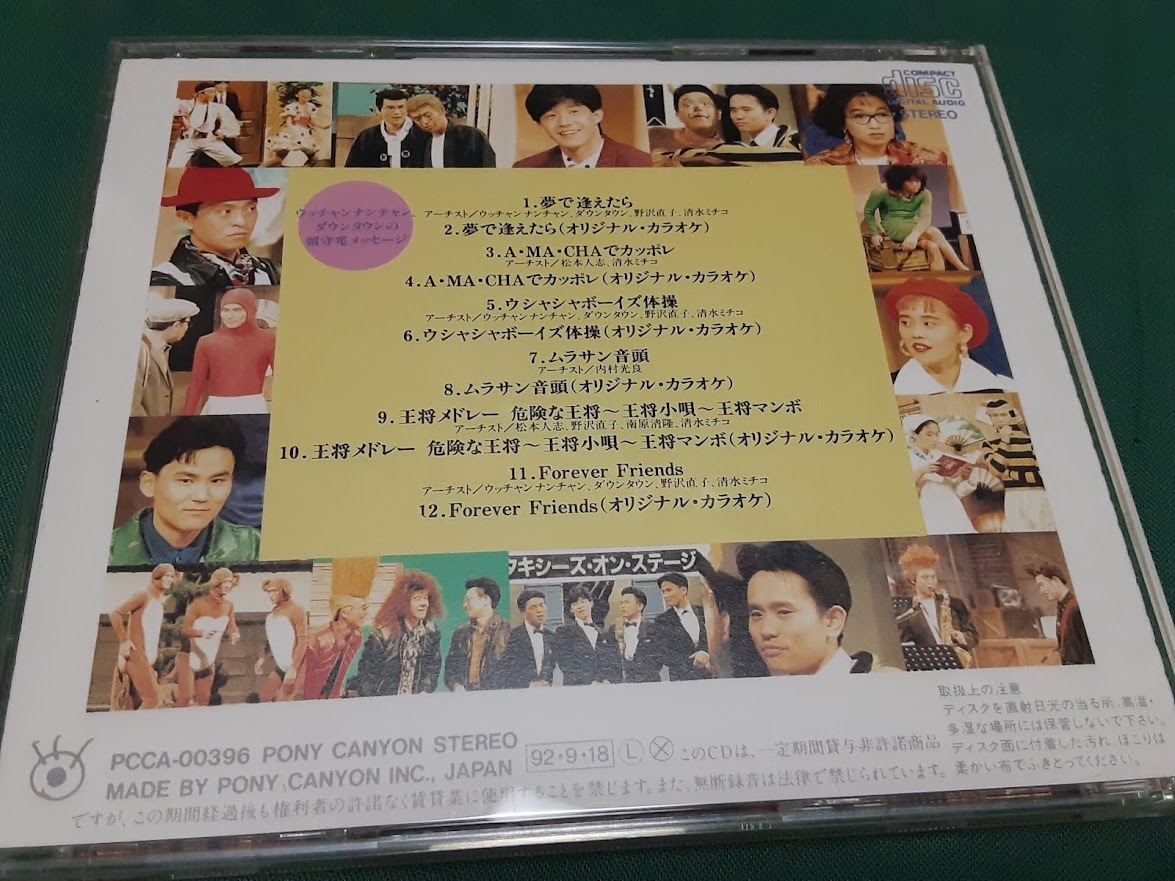 COMPACT
disc
DIGITAL AUDIO
STEREO
ウッチャンナンチャン、
ダウンタウンの
留守電メッセージ
1.夢で逢えたら
アーチスト/ウッチャンナンチャン、ダウンタウン、野沢直子、清水ミチコ
2.夢で逢えたら(オリジナル・カラオケ)
3.A・MA・CHAでカッポレ
アーチスト/松本人志、清水ミチコ
4.A・MA・CHAでカッポレ(オリジナル・カラオケ)
5.ウシャシャボーイズ体操
アーチスト/ウッチャンナンチャン、ダウンタウン、野沢直子、清水ミチコ
6.ウシャシャボーイズ体操(オリジナル・カラオケ)
7.ムラサン音頭
アーチスト/内村光良
8.ムラサン音頭(オリジナル・カラオケ)
9.王将メドレー 危険な王将〜王将小唄〜王将マンボ
アーチスト/松本人志、野沢直子、南原清隆、清水ミチコ
10.王将メドレー 危険な王将〜王将小唄〜王将マンボ(オリジナル・カラオケ)
11.Forever Friends
アーチスト/ウッチャンナンチャン、ダウンタウン、野沢直子、清水ミチコ
12.Forever Friends(オリジナル・カラオケ)
タキシーズ・オン・ステージ
取扱上の注意
ディスクを直射日光の当る所、高温・
多湿な場所には保管しないで下さい。
ディスク面に付着した汚れ、ほこりは
柔かい布でふきとってください。
PCCA-00396 PONY CANYON STEREO
MADE BY PONY CANYON INC., JAPAN
92・9・18 L X このCDは、一定期間貸与非許諾商品
ですが、この期間経過後も権利者の許諾なく賃貸業に使用することを禁じます。また、無断録音は法律で禁じられています。